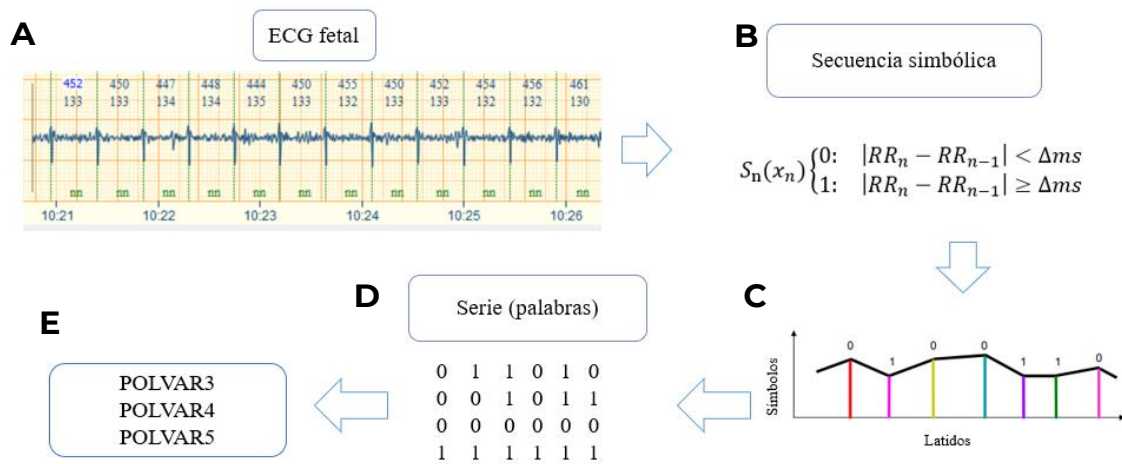 A
ECG fetal
452 450 447 448 444 450 455 450 452 454 456 461
133 133 134 134 135 133 132 133 133 132 132 130
nn nn nn nn nn nn nn nn nn nn nn nn
10:21 10:22 10:23 10:24 10:25 10:26
B
Secuencia simbólica
Sₙ(xₙ){0: |RRₙ − RRₙ₋₁| < Δms
1: |RRₙ − RRₙ₋₁| ≥ Δms
C
0 1 0 0 1 1 0
Símbolos
Latidos
D
Serie (palabras)
0 1 1 0 1 0
0 0 1 0 1 1
0 0 0 0 0 0
1 1 1 1 1 1
E
POLVAR3
POLVAR4
POLVAR5